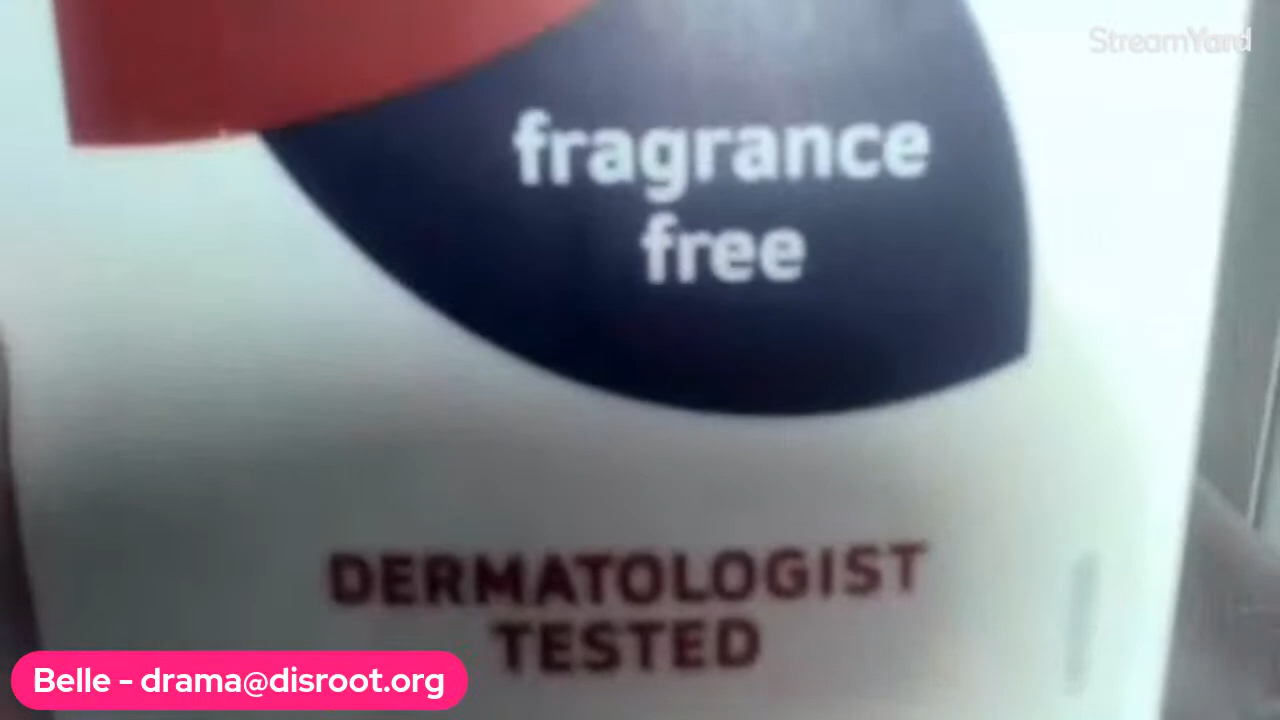 StreamYard
fragrance
free
DERMATOLOGIST
TESTED
Belle - drama@disroot.org